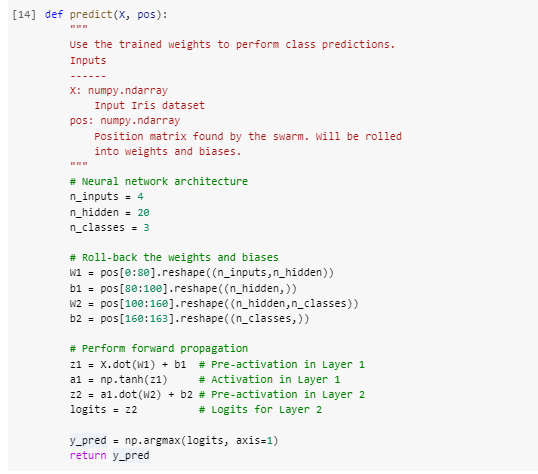 [14] def predict(X, pos):
"""
Use the trained weights to perform class predictions.
Inputs
------
X: numpy.ndarray
Input Iris dataset
pos: numpy.ndarray
Position matrix found by the swarm. Will be rolled
into weights and biases.
"""
# Neural network architecture
n_inputs = 4
n_hidden = 20
n_classes = 3
# Roll-back the weights and biases
W1 = pos[0:80].reshape((n_inputs,n_hidden))
b1 = pos[80:100].reshape((n_hidden,))
W2 = pos[100:160].reshape((n_hidden,n_classes))
b2 = pos[160:163].reshape((n_classes,))
# Perform forward propagation
z1 = X.dot(W1) + b1  # Pre-activation in Layer 1
a1 = np.tanh(z1)     # Activation in Layer 1
z2 = a1.dot(W2) + b2 # Pre-activation in Layer 2
logits = z2          # Logits for Layer 2
y_pred = np.argmax(logits, axis=1)
return y_pred